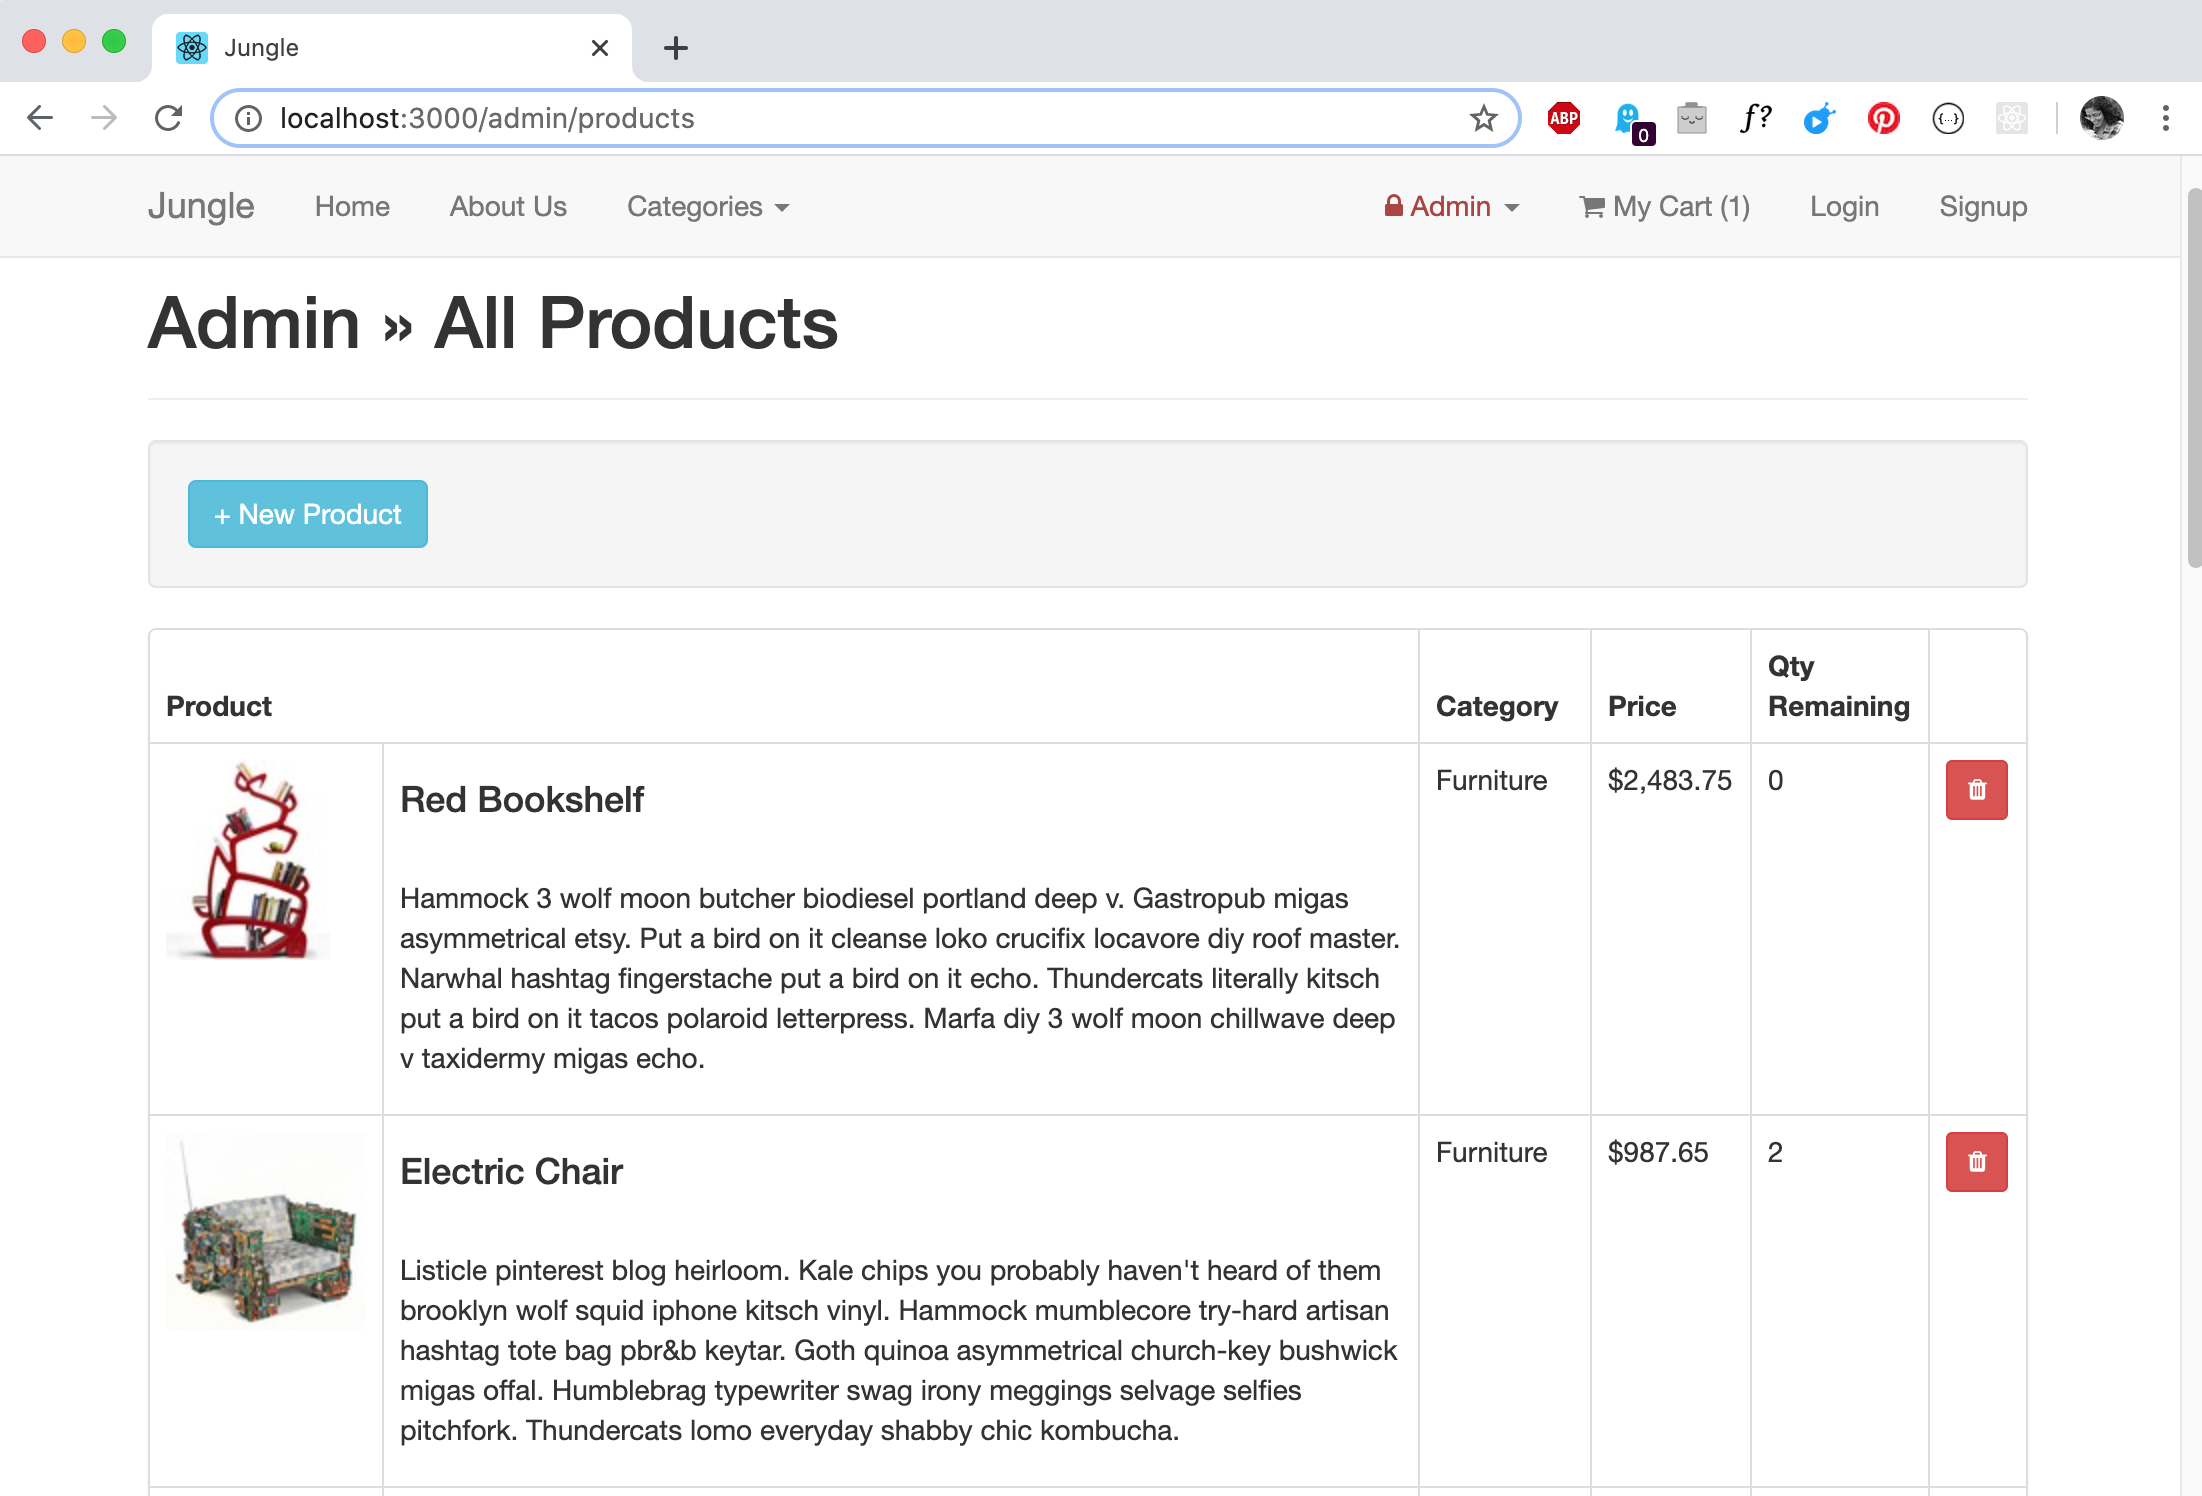 Jungle
localhost:3000/admin/products
ABP
0
f?
{...}
Jungle Home About Us Categories Admin My Cart (1) Login Signup
Admin » All Products
+ New Product
Product Category Price Qty Remaining
Red Bookshelf Furniture $2,483.75 0
Hammock 3 wolf moon butcher biodiesel portland deep v. Gastropub migas
asymmetrical etsy. Put a bird on it cleanse loko crucifix locavore diy roof master.
Narwhal hashtag fingerstache put a bird on it echo. Thundercats literally kitsch
put a bird on it tacos polaroid letterpress. Marfa diy 3 wolf moon chillwave deep
v taxidermy migas echo.
Electric Chair Furniture $987.65 2
Listicle pinterest blog heirloom. Kale chips you probably haven't heard of them
brooklyn wolf squid iphone kitsch vinyl. Hammock mumblecore try-hard artisan
hashtag tote bag pbr&b keytar. Goth quinoa asymmetrical church-key bushwick
migas offal. Humblebrag typewriter swag irony meggings selvage selfies
pitchfork. Thundercats lomo everyday shabby chic kombucha.